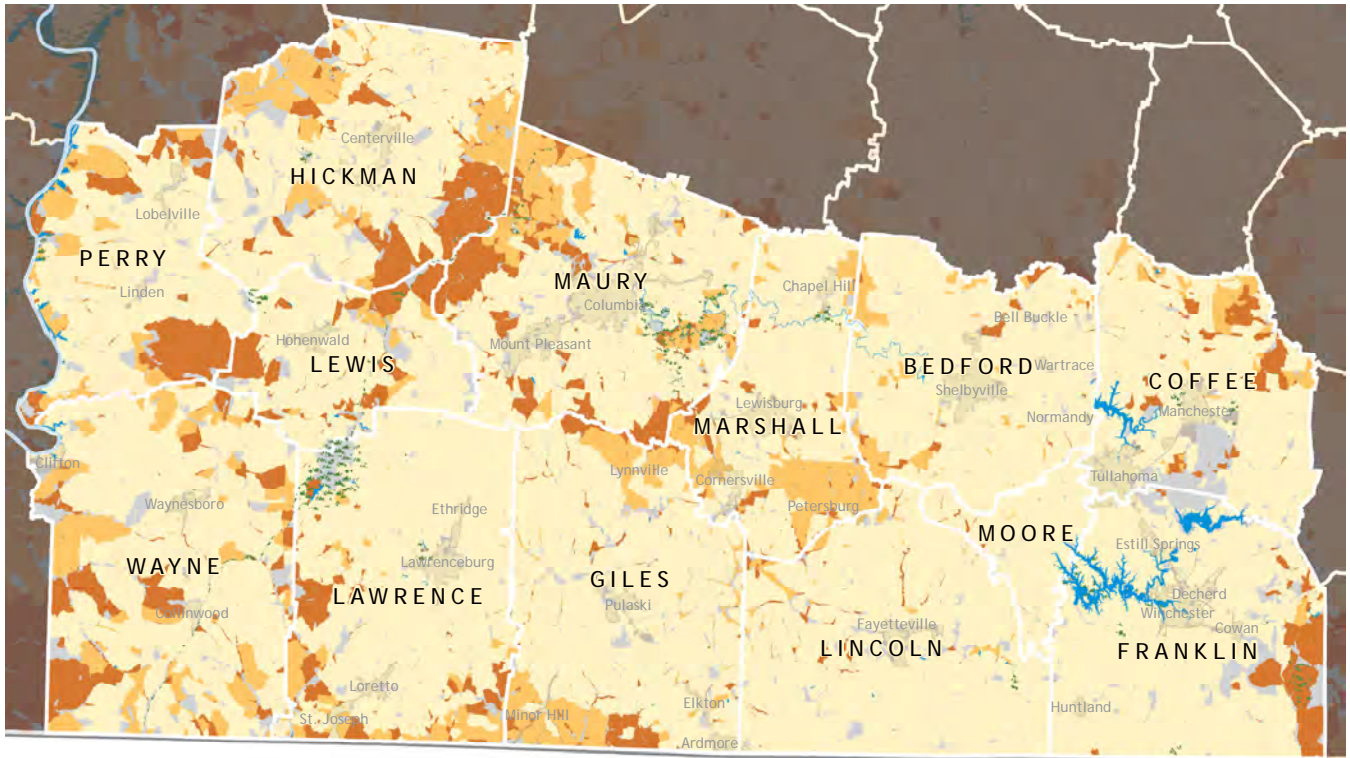 Centerville
HICKMAN
Lobelville
PERRY
Linden
MAURY
Columbia
Chapel Hill
Bell Buckle
Hohenwald
Mount Pleasant
LEWIS
BEDFORD
Wartrace
COFFEE
Shelbyville
Lewisburg
Normandy
Manchester
MARSHALL
Clifton
Lynnville
Cornersville
Tullahoma
Waynesboro
Ethridge
Petersburg
MOORE
Estill Springs
WAYNE
Lawrenceburg
GILES
LAWRENCE
Pulaski
Decherd
Collinwood
Winchester
Fayetteville
Cowan
LINCOLN
FRANKLIN
Loretto
Elkton
Huntland
St. Joseph
Minor Hill
Ardmore